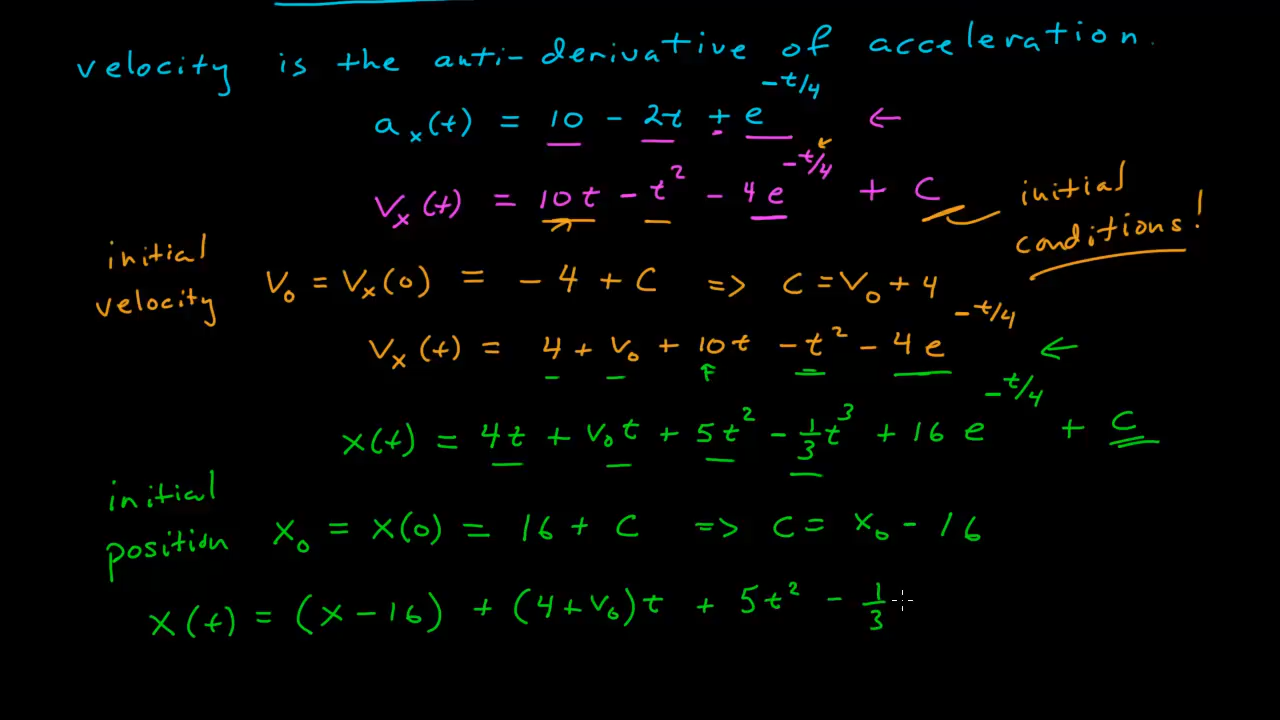 velocity is the anti-derivative of acceleration.
aₓ(t) = 10 - 2t + e^(-t/4) ←
vₓ(t) = 10t - t² - 4e^(-t/4) + C
initial conditions!
initial velocity
v₀ = vₓ(0) = -4 + C => C = v₀ + 4
vₓ(t) = 4 + v₀ + 10t - t² - 4e^(-t/4) ←
x(t) = 4t + v₀t + 5t² - 1/3 t³ + 16e^(-t/4) + C
initial position
x₀ = x(0) = 16 + C => C = x₀ - 16
x(t) = (x - 16) + (4 + v₀)t + 5t² - 1/3